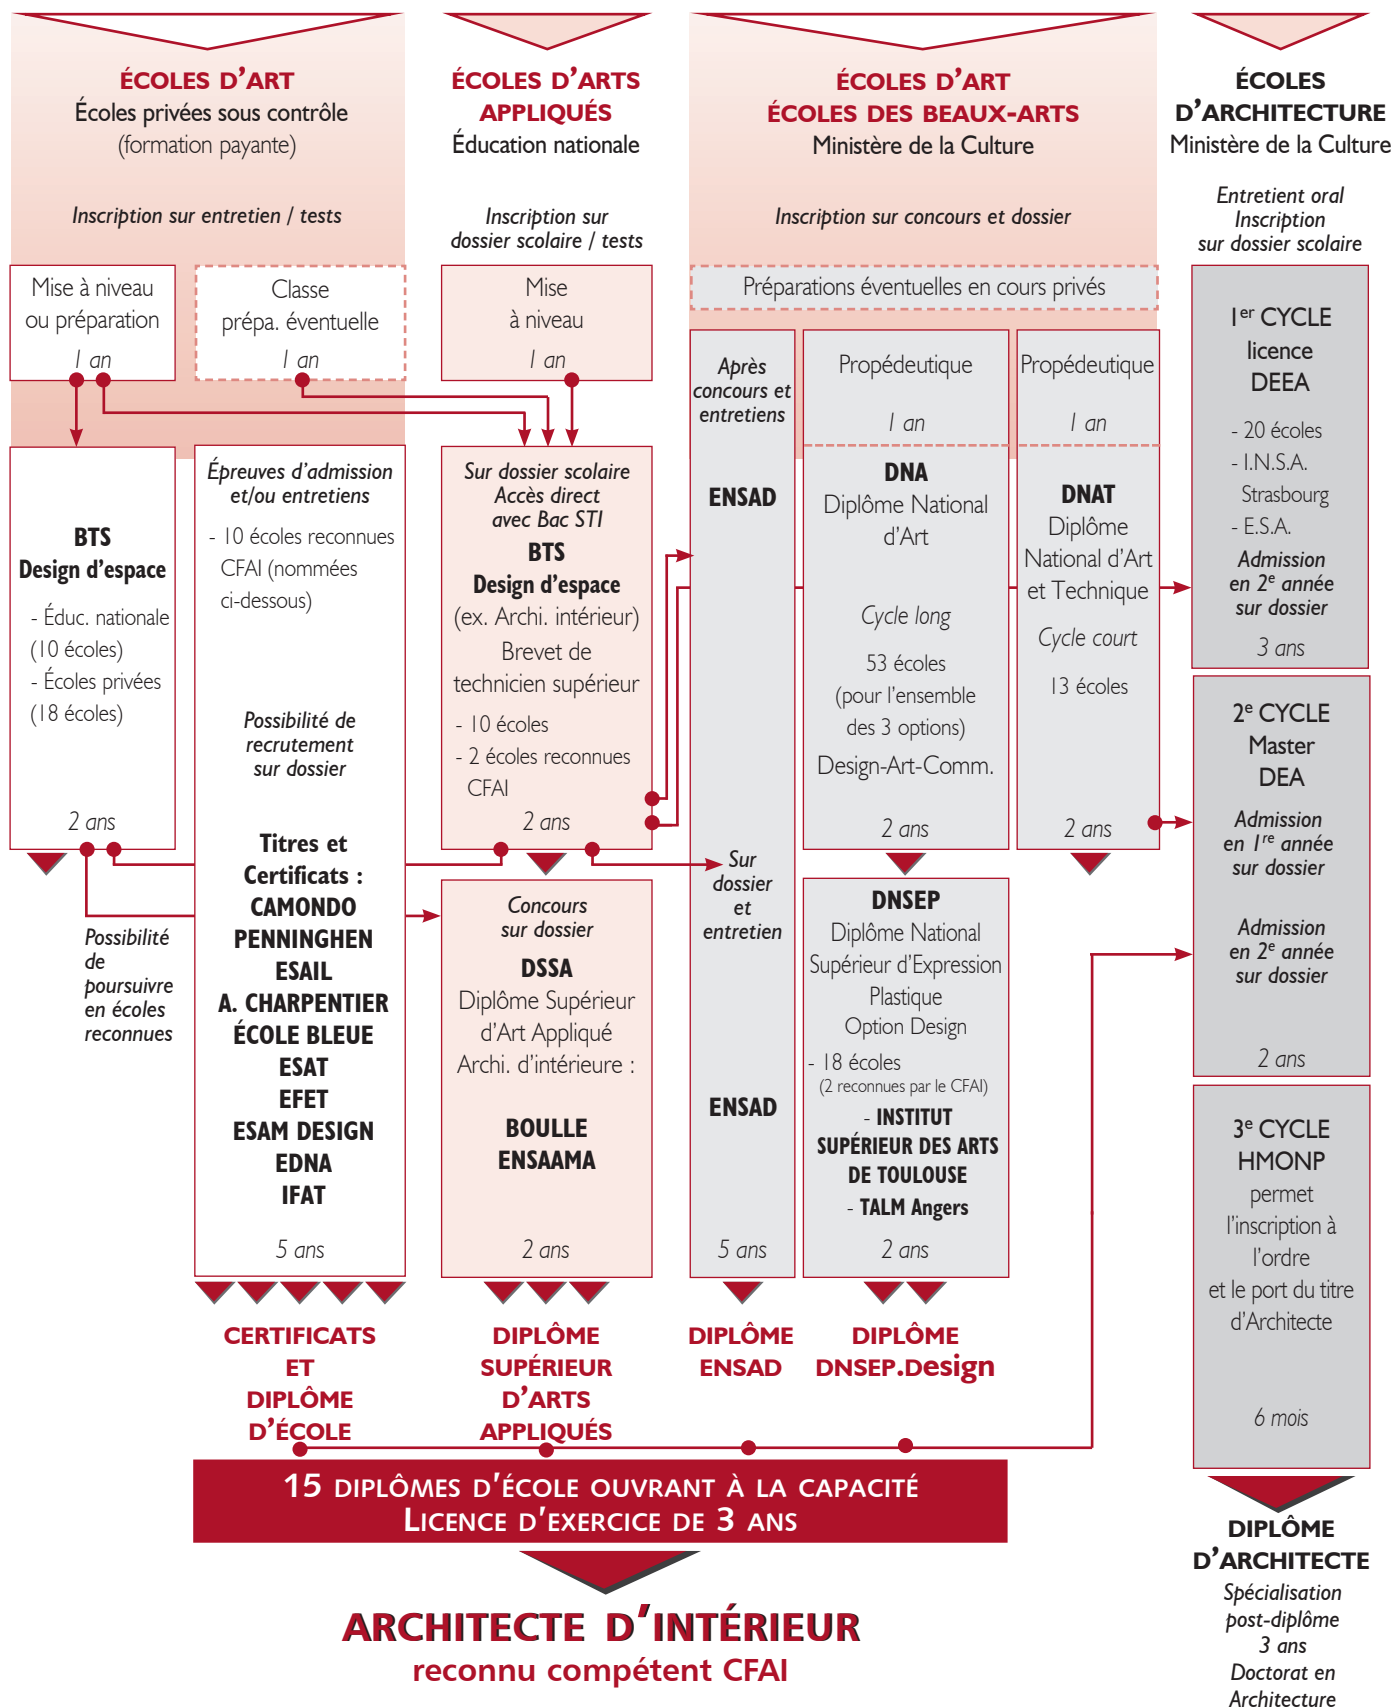 ÉCOLES D'ART
Écoles privées sous contrôle
(formation payante)
Inscription sur entretien / tests
Mise à niveau
ou préparation
1 an
Classe
prépa. éventuelle
1 an
BTS
Design d'espace
- Éduc. nationale
(10 écoles)
- Écoles privées
(18 écoles)
2 ans
Possibilité
de
poursuivre
en écoles
reconnues
Épreuves d'admission
et/ou entretiens
- 10 écoles reconnues
CFAI (nommées
ci-dessous)
Possibilité de
recrutement
sur dossier
Titres et
Certificats :
CAMONDO
PENNINGHEN
ESAIL
A. CHARPENTIER
ÉCOLE BLEUE
ESAT
EFET
ESAM DESIGN
EDNA
IFAT
5 ans
CERTIFICATS
ET
DIPLÔME
D'ÉCOLE
ÉCOLES D'ARTS
APPLIQUÉS
Éducation nationale
Inscription sur
dossier scolaire / tests
Mise
à niveau
1 an
Sur dossier scolaire
Accès direct
avec Bac STI
BTS
Design d'espace
(ex. Archi. intérieur)
Brevet de
technicien supérieur
- 10 écoles
- 2 écoles reconnues
CFAI
2 ans
Concours
sur dossier
DSSA
Diplôme Supérieur
d'Art Appliqué
Archi. d'intérieure :
BOULLE
ENSAAMA
2 ans
DIPLÔME
SUPÉRIEUR
D'ARTS
APPLIQUÉS
ÉCOLES D'ART
ÉCOLES DES BEAUX-ARTS
Ministère de la Culture
Inscription sur concours et dossier
Préparations éventuelles en cours privés
Après
concours et
entretiens
ENSAD
Sur
dossier
et
entretien
ENSAD
5 ans
DIPLÔME
ENSAD
Propédeutique
1 an
DNA
Diplôme National
d'Art
Cycle long
53 écoles
(pour l'ensemble
des 3 options)
Design-Art-Comm.
2 ans
DNSEP
Diplôme National
Supérieur d'Expression
Plastique
Option Design
- 18 écoles
(2 reconnues par le CFAI)
- INSTITUT
SUPÉRIEUR DES ARTS
DE TOULOUSE
- TALM Angers
2 ans
DIPLÔME
DNSEP.Design
Propédeutique
1 an
DNAT
Diplôme
National d'Art
et Technique
Cycle court
13 écoles
2 ans
ÉCOLES
D'ARCHITECTURE
Ministère de la Culture
Entretient oral
Inscription
sur dossier scolaire
1er CYCLE
licence
DEEA
- 20 écoles
- I.N.S.A.
Strasbourg
- E.S.A.
Admission
en 2e année
sur dossier
3 ans
2e CYCLE
Master
DEA
Admission
en 1re année
sur dossier
Admission
en 2e année
sur dossier
2 ans
3e CYCLE
HMONP
permet
l'inscription à
l'ordre
et le port du titre
d'Architecte
6 mois
DIPLÔME
D'ARCHITECTE
Spécialisation
post-diplôme
3 ans
Doctorat en
Architecture
15 DIPLÔMES D'ÉCOLE OUVRANT À LA CAPACITÉ
LICENCE D'EXERCICE DE 3 ANS
ARCHITECTE D'INTÉRIEUR
reconnu compétent CFAI